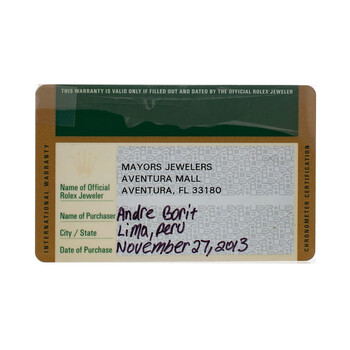 THIS WARRANTY IS VALID ONLY IF FILLED OUT AND DATED BY THE OFFICIAL ROLEX JEWELER
INTERNATIONAL WARRANTY
MAYORS JEWELERS
AVENTURA MALL
Name of Official
Rolex Jeweler
AVENTURA, FL 33180
Name of Purchaser Andre Borit
City / State Lima, Peru
Date of Purchase November 27, 2013
CHRONOMETER CERTIFICATION